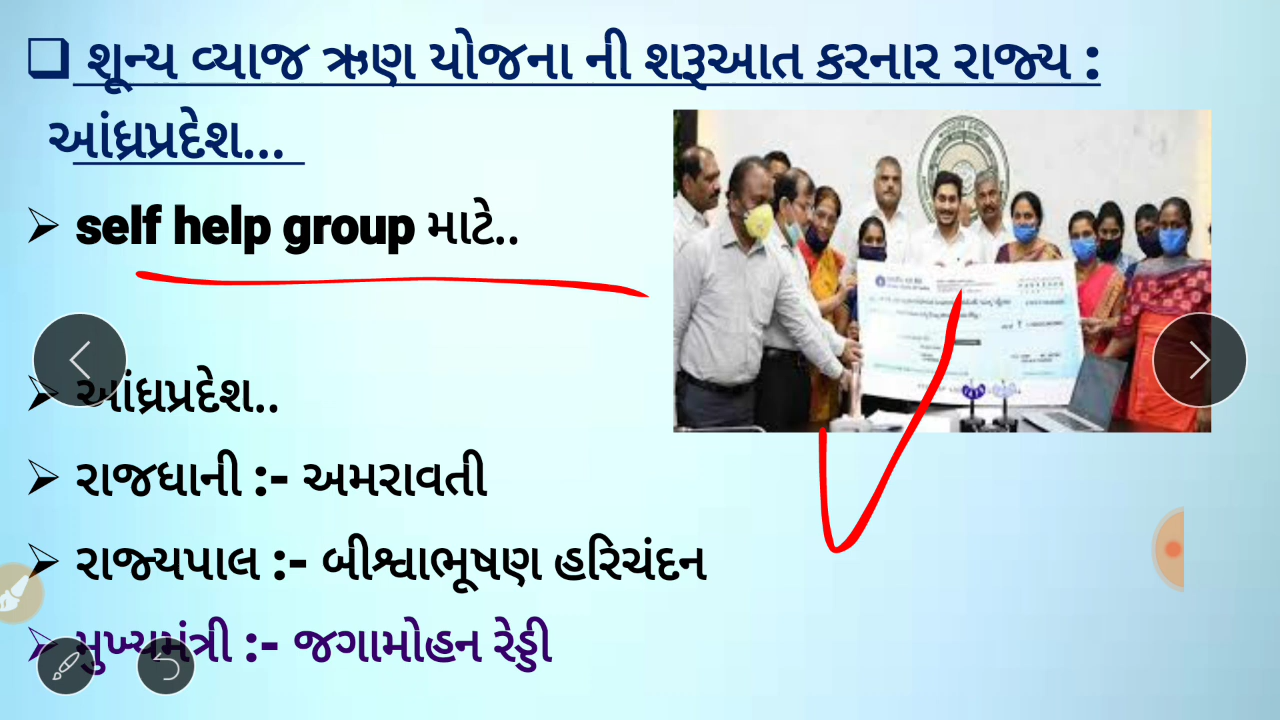 શૂન્ય વ્યાજ ઋણ યોજના ની શરૂઆત કરનાર રાજ્ય :
આંધ્રપ્રદેશ...
self help group માટે..
આંધ્રપ્રદેશ..
રાજધાની :- અમરાવતી
રાજ્યપાલ :- બીશ્વાભૂષણ હરિચંદન
મુખ્યમંત્રી :- જગામોહન રેડ્ડી